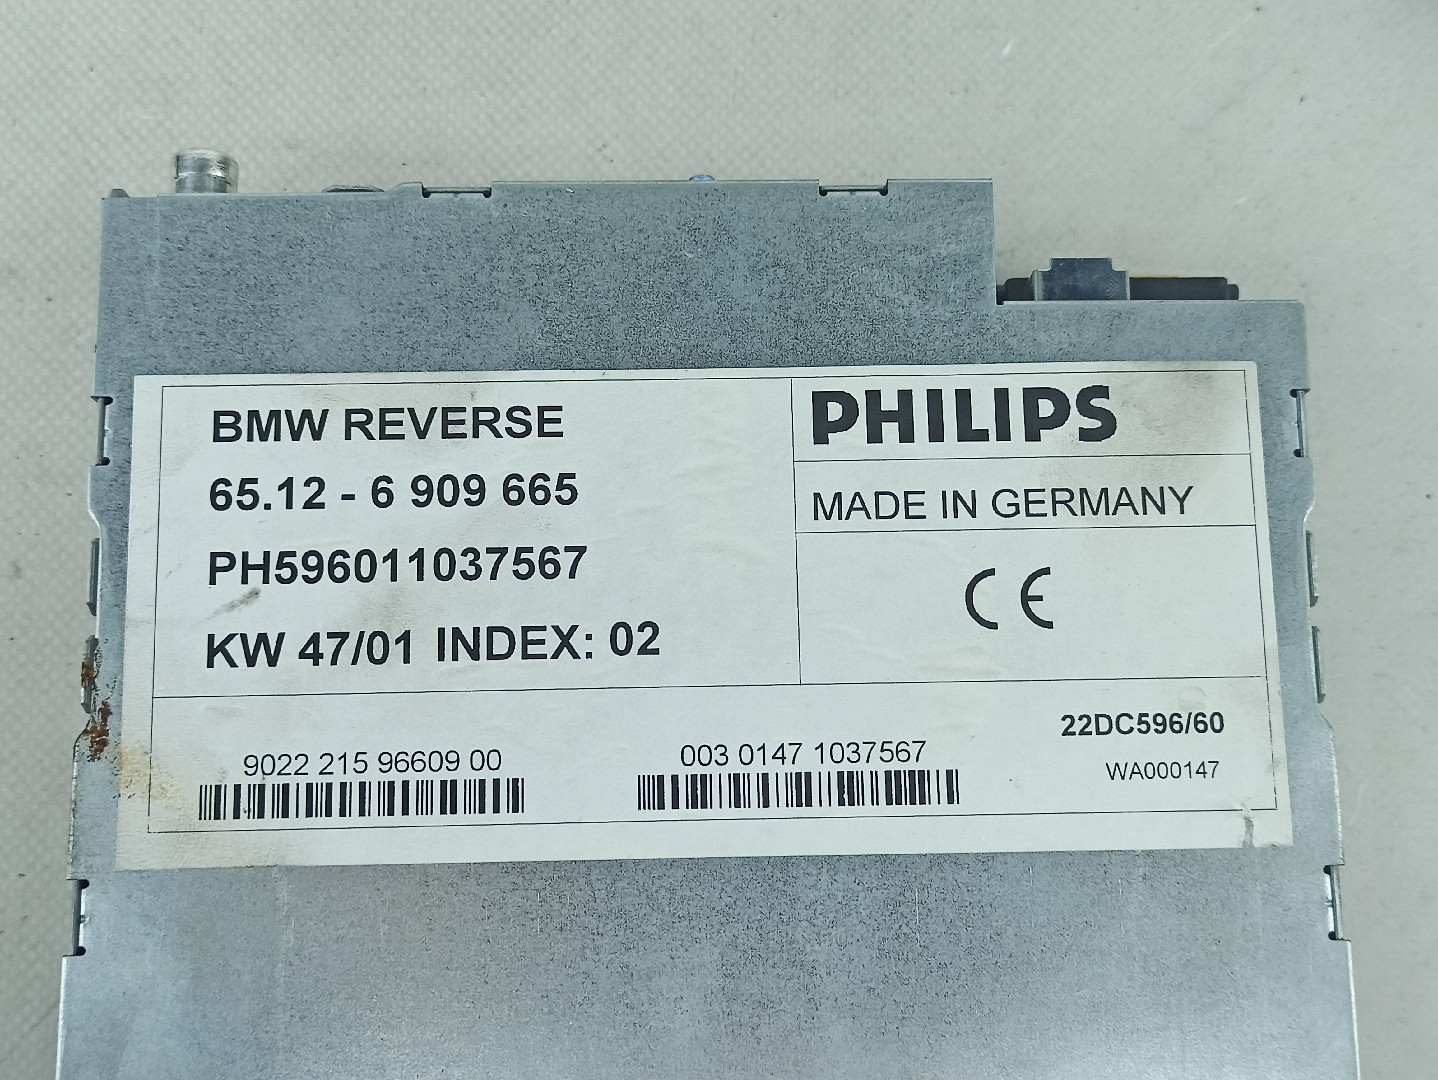 BMW REVERSE
65.12 - 6 909 665
PH596011037567
KW 47/01 INDEX: 02
PHILIPS
MADE IN GERMANY
CE
9022 215 96609 00
003 0147 1037567
22DC596/60
WA000147